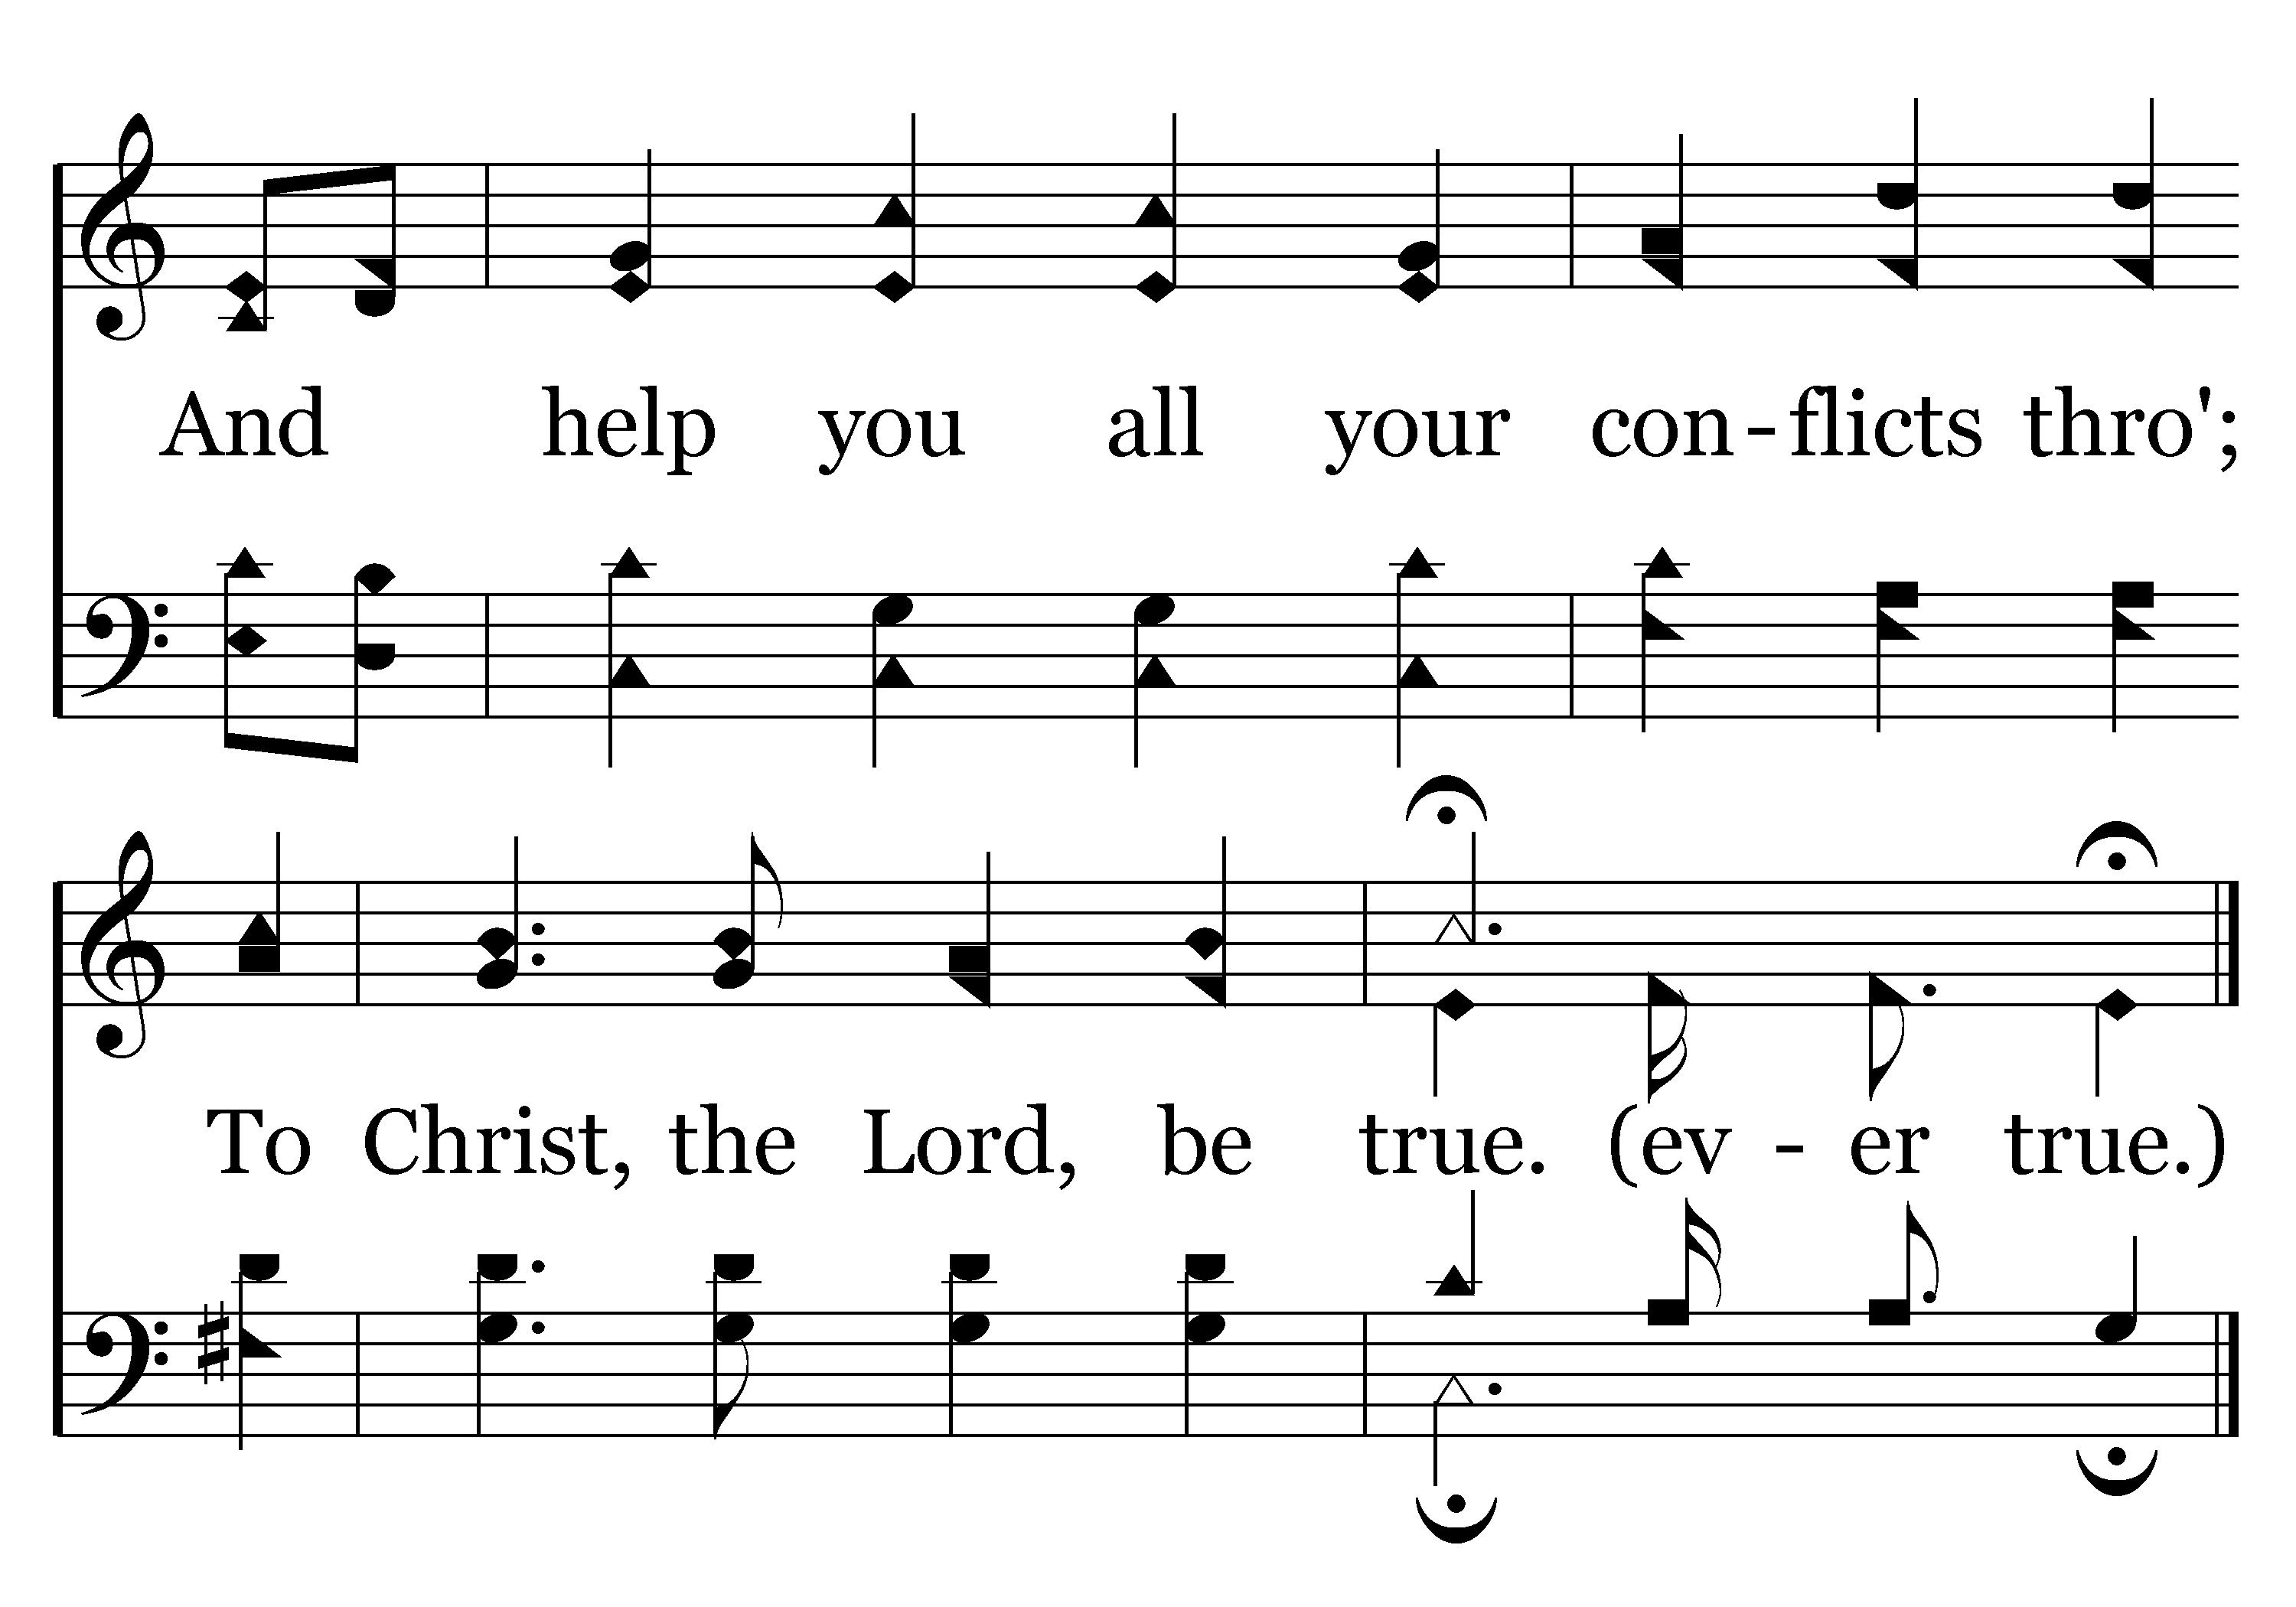 And help you all your con-flicts thro';
To Christ, the Lord, be true. (ev - er true.)